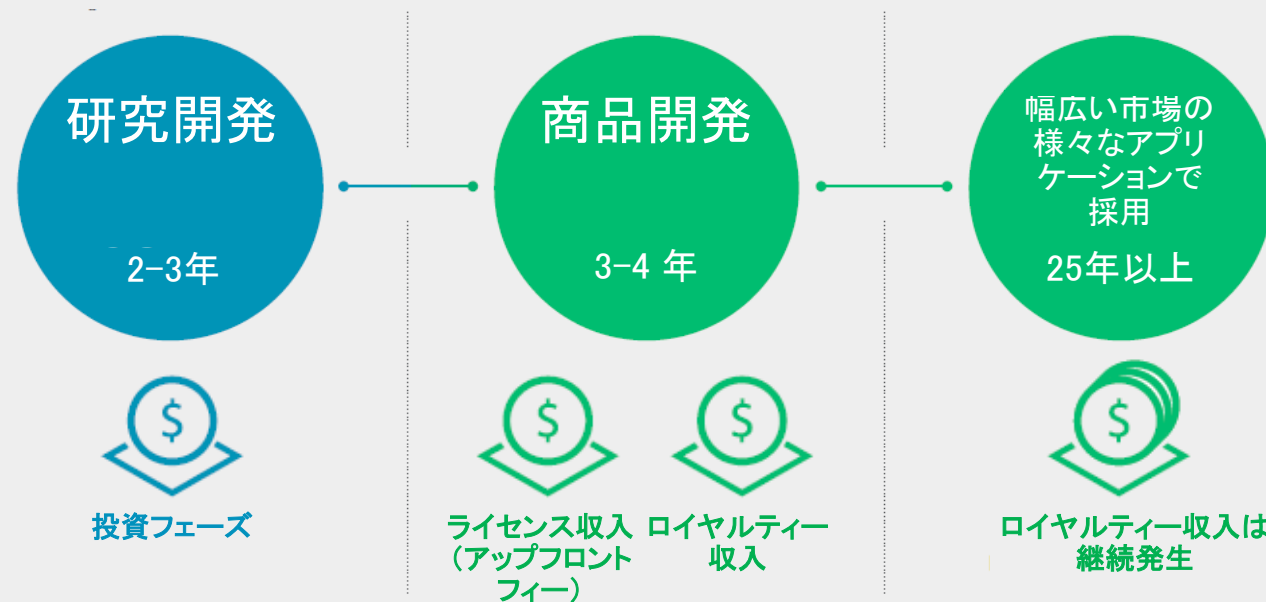 研究開発
2-3年
$
投資フェーズ
商品開発
3-4 年
$
$
ライセンス収入
(アップフロント
フィー)
ロイヤルティー
収入
幅広い市場の
様々なアプリ
ケーションで
採用
25年以上
$
ロイヤルティー収入は
継続発生